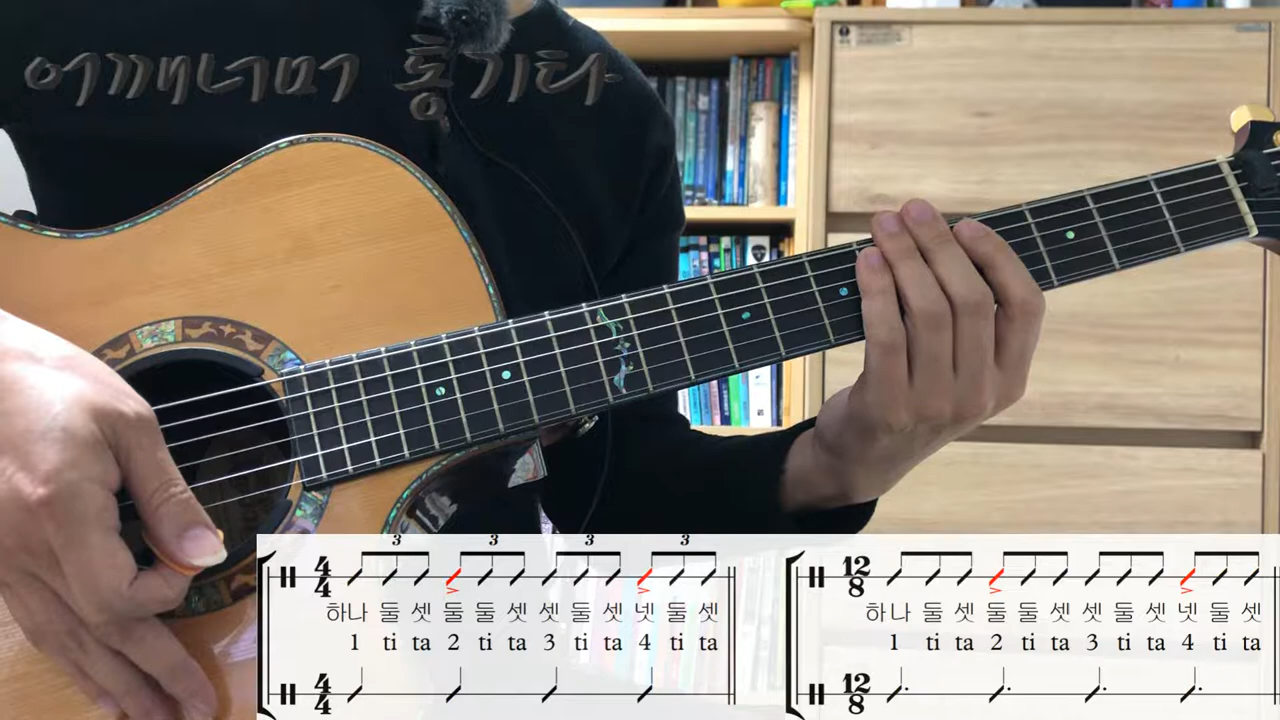 어깨너머 통기타
3 3 3 3
4/4 12/8
하나 둘 셋 둘 둘 셋 셋 둘 셋 넷 둘 셋 하나 둘 셋 둘 둘 셋 셋 둘 셋 넷 둘 셋
1 ti ta 2 ti ta 3 ti ta 4 ti ta 1 ti ta 2 ti ta 3 ti ta 4 ti ta
4/4 12/8